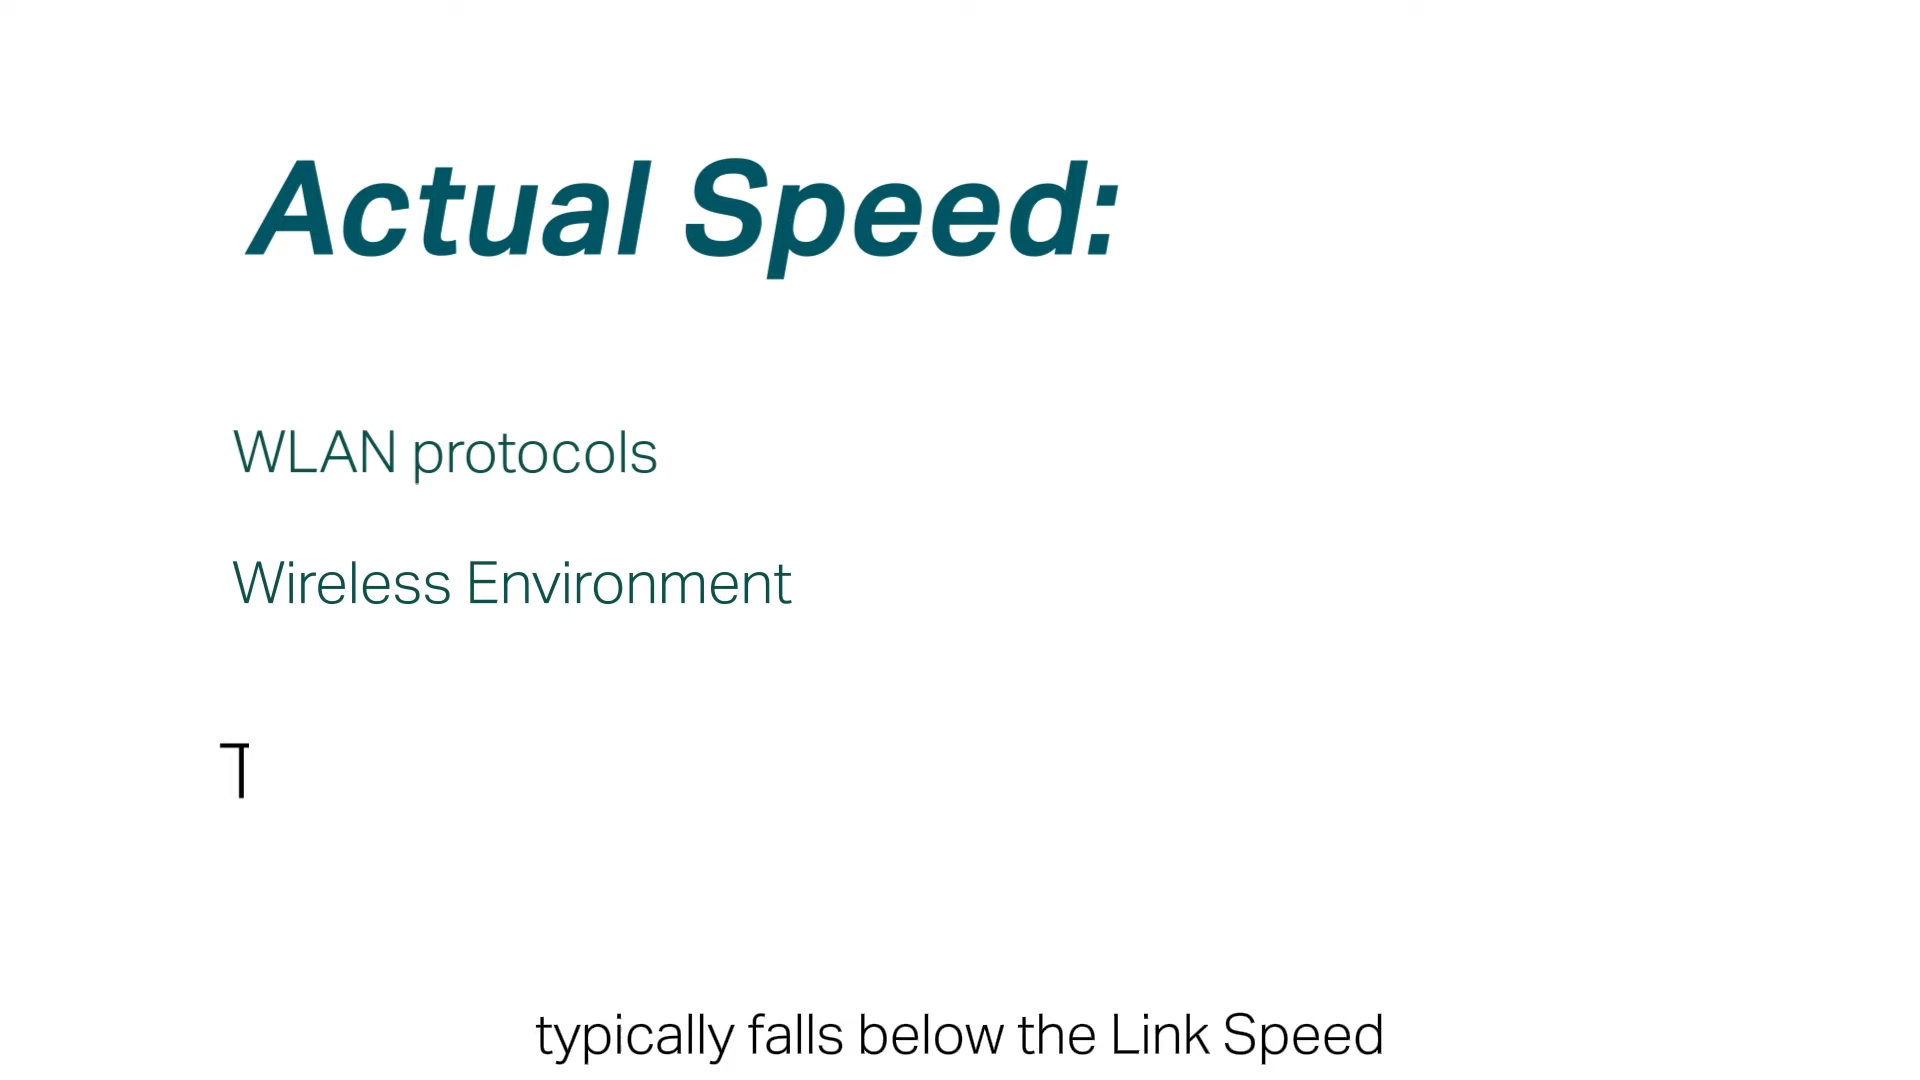 Actual Speed:
WLAN protocols
Wireless Environment
T
typically falls below the Link Speed